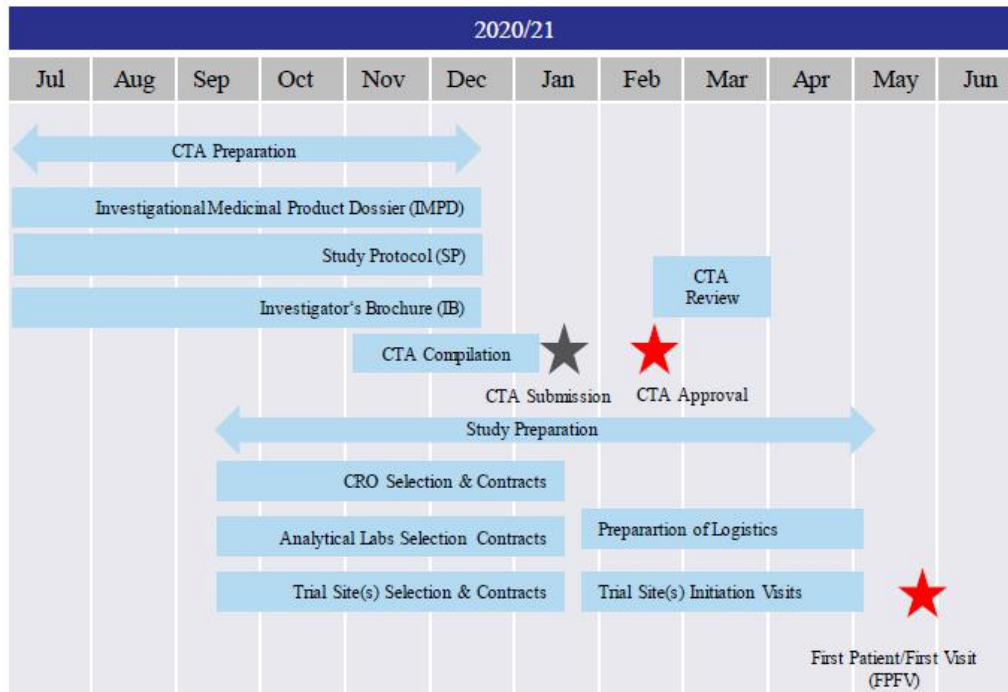 2020/21
Jul Aug Sep Oct Nov Dec Jan Feb Mar Apr May Jun
CTA Preparation
Investigational Medicinal Product Dossier (IMPD)
Study Protocol (SP)
CTA
Review
Investigator's Brochure (IB)
CTA Compilation
CTA Submission
CTA Approval
Study Preparation
CRO Selection & Contracts
Analytical Labs Selection Contracts
Preparartion of Logistics
Trial Site(s) Selection & Contracts
Trial Site(s) Initiation Visits
First Patient/First Visit
(FPFV)